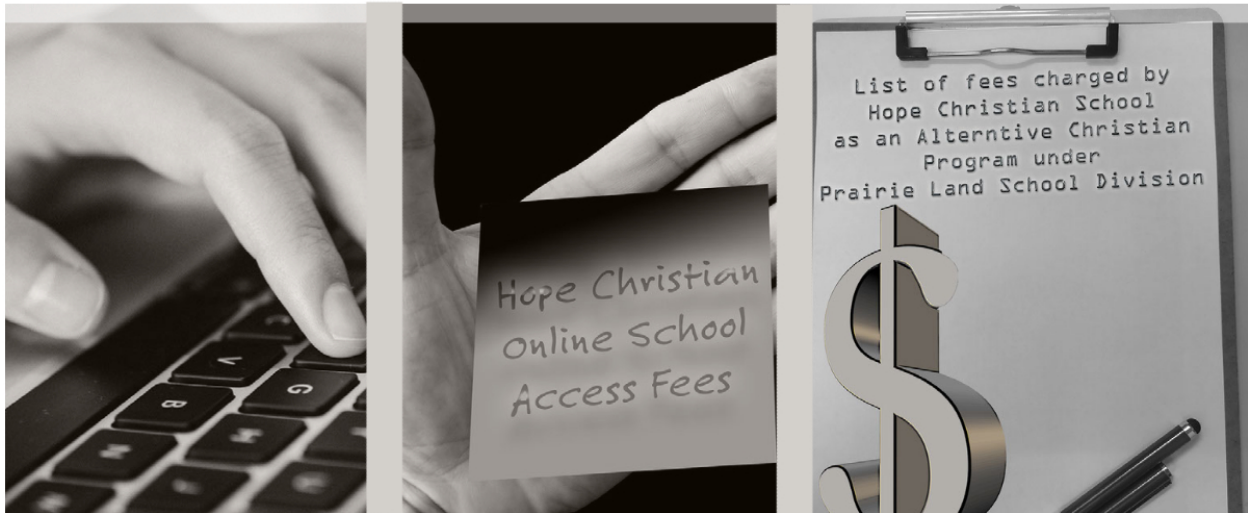 Hope Christian
Online School
Access Fees
List of fees charged by
Hope Christian School
as an Alterntive Christian
Program under
Prairie Land School Division
$
C
V
G
B
H
N